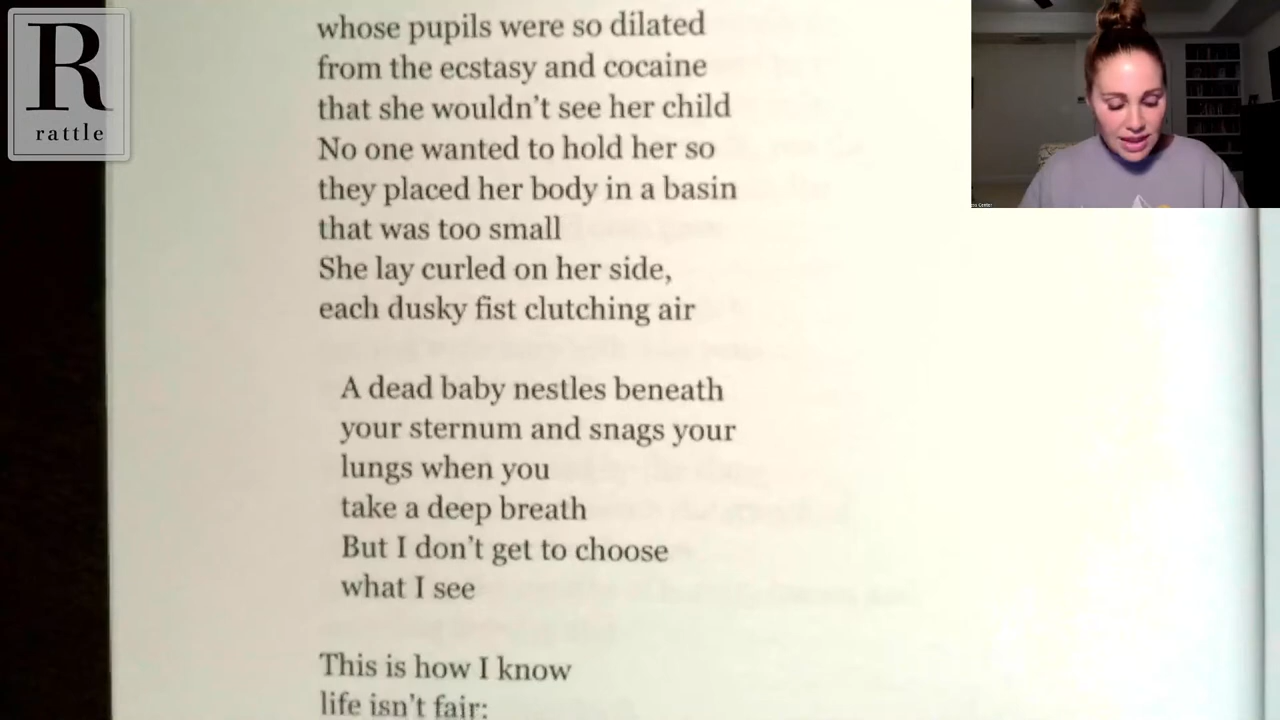 R
rattle
whose pupils were so dilated
from the ecstasy and cocaine
that she wouldn't see her child
No one wanted to hold her so
they placed her body in a basin
that was too small
She lay curled on her side,
each dusky fist clutching air
A dead baby nestles beneath
your sternum and snags your
lungs when you
take a deep breath
But I don't get to choose
what I see
This is how I know
life isn't fair: